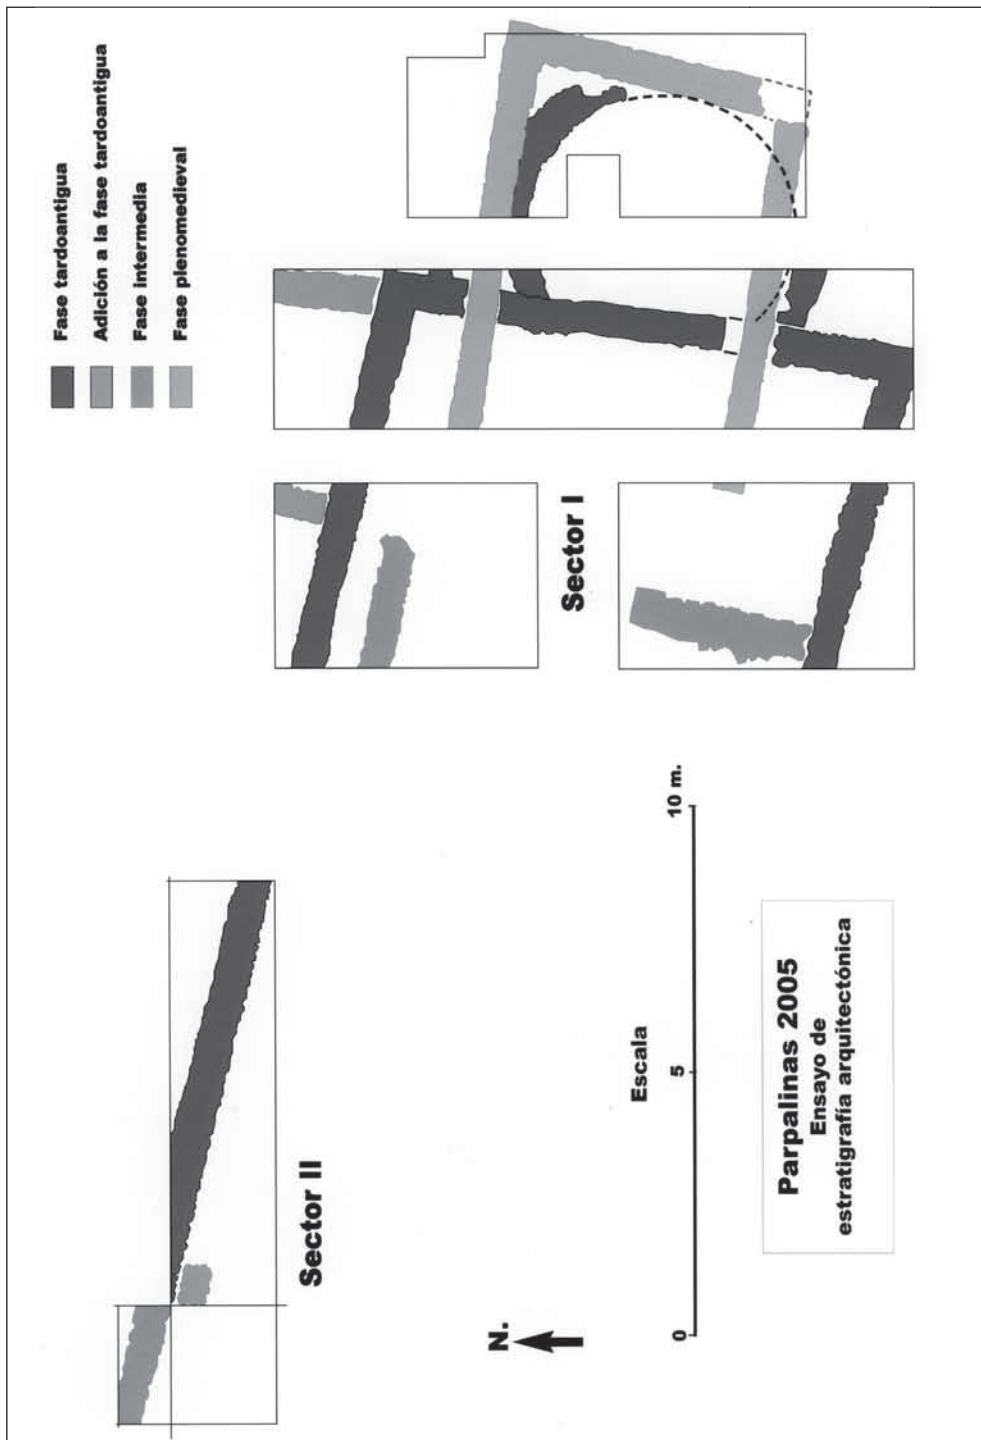 Fase tardoantigua
Adición a la fase tardoantigua
Fase intermedia
Fase plenomedieval
Sector I
Sector II
N.
Escala
0 5 10 m.
Parpalinas 2005
Ensayo de
estratigrafía arquitectónica